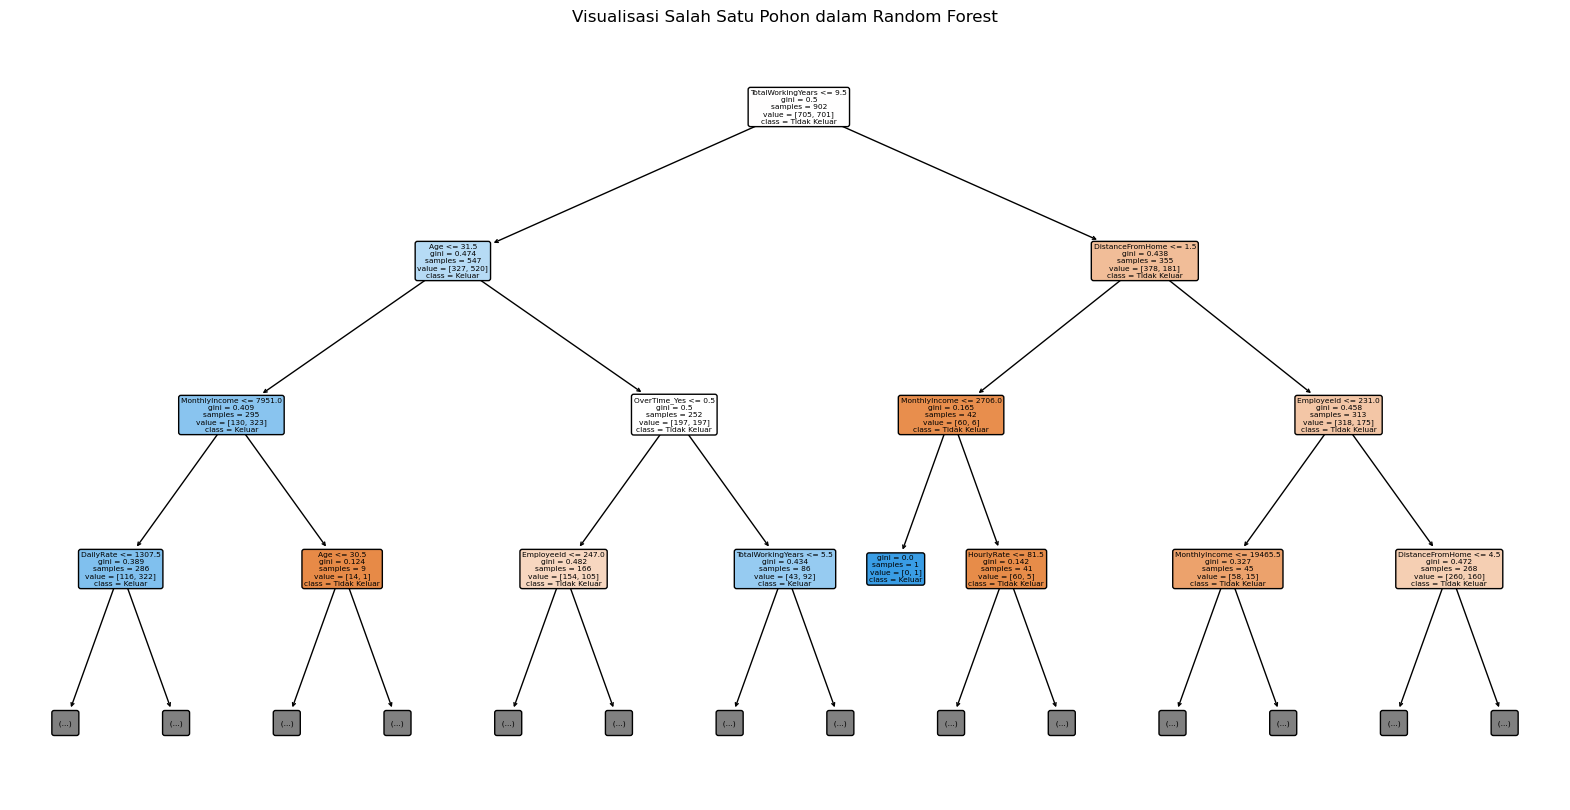 Visualisasi Salah Satu Pohon dalam Random Forest
TotalWorkingYears <= 9.5
gini = 0.5
samples = 902
value = [705, 701]
class = Tidak Keluar
Age <= 31.5
gini = 0.474
samples = 547
value = [327, 520]
class = Keluar
DistanceFromHome <= 1.5
gini = 0.438
samples = 355
value = [378, 181]
class = Tidak Keluar
MonthlyIncome <= 7951.0
gini = 0.409
samples = 295
value = [130, 323]
class = Keluar
OverTime_Yes <= 0.5
gini = 0.5
samples = 252
value = [197, 197]
class = Tidak Keluar
MonthlyIncome <= 2706.0
gini = 0.165
samples = 42
value = [60, 6]
class = Tidak Keluar
EmployeeId <= 231.0
gini = 0.458
samples = 313
value = [318, 175]
class = Tidak Keluar
DailyRate <= 1307.5
gini = 0.389
samples = 286
value = [116, 322]
class = Keluar
Age <= 30.5
gini = 0.124
samples = 9
value = [14, 1]
class = Tidak Keluar
EmployeeId <= 247.0
gini = 0.482
samples = 166
value = [154, 105]
class = Tidak Keluar
TotalWorkingYears <= 5.5
gini = 0.434
samples = 86
value = [43, 92]
class = Keluar
gini = 0.0
samples = 1
value = [0, 1]
class = Keluar
HourlyRate <= 81.5
gini = 0.142
samples = 41
value = [60, 5]
class = Tidak Keluar
MonthlyIncome <= 19465.5
gini = 0.327
samples = 45
value = [58, 15]
class = Tidak Keluar
DistanceFromHome <= 4.5
gini = 0.472
samples = 268
value = [260, 160]
class = Tidak Keluar
(...)
(...)
(...)
(...)
(...)
(...)
(...)
(...)
(...)
(...)
(...)
(...)
(...)
(...)